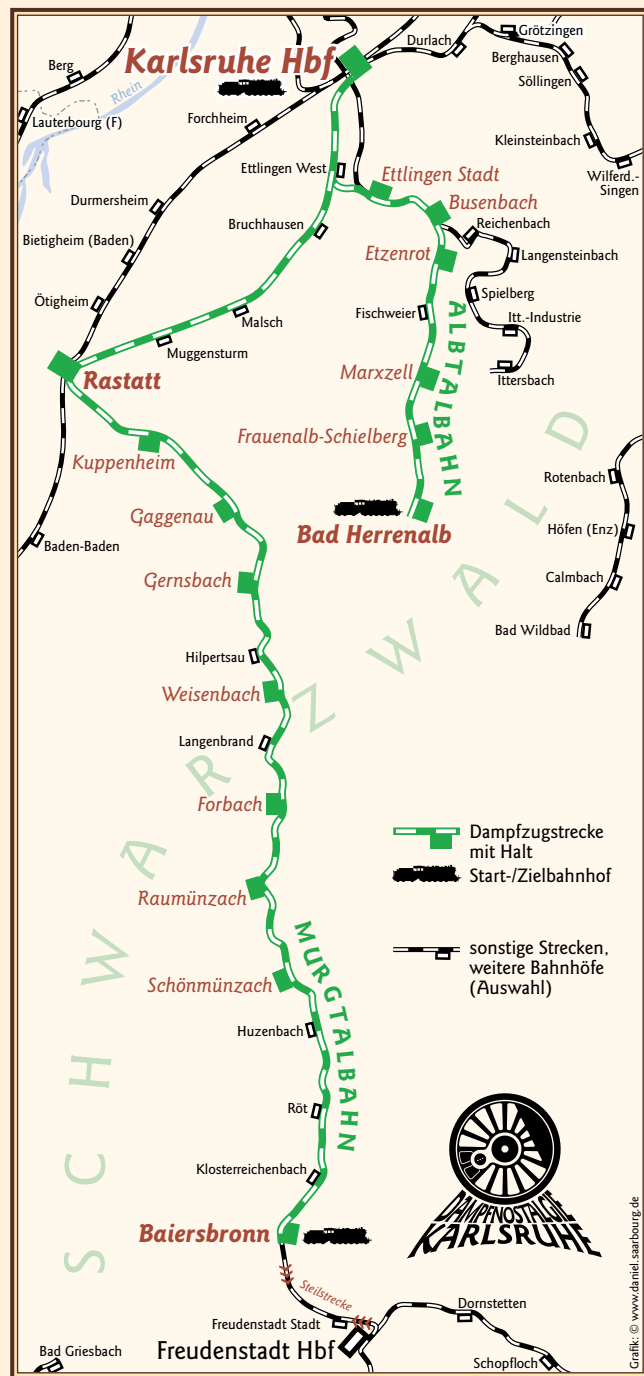 Karlsruhe Hbf
Durlach
Grötzingen
Berghausen
Söllingen
Kleinsteinbach
Wilferd.-
Singen
Berg
Rhein
Lauterbourg (F)
Forchheim
Ettlingen West
Ettlingen Stadt
Busenbach
Reichenbach
Durmersheim
Bruchhausen
Bietigheim (Baden)
Etzenrot
Langensteinbach
Spielberg
Ötigheim
Malsch
Fischweier
Itt.-Industrie
Muggensturm
Ittersbach
Rastatt
Marxzell
ALBTALBAHN
Frauenalb-Schielberg
Kuppenheim
Rotenbach
Gaggenau
Bad Herrenalb
Höfen (Enz)
Baden-Baden
Calmbach
Gernsbach
Bad Wildbad
Hilpertsau
Weisenbach
Langenbrand
SCHWARZWALD
Forbach
Dampfzugstrecke
mit Halt
Start-/Zielbahnhof
Raumünzach
sonstige Strecken,
weitere Bahnhöfe
(Auswahl)
MURGTALBAHN
Schönmünzach
Huzenbach
Röt
Klosterreichenbach
Baiersbronn
DAMPFNOSTALGIE
KARLSRUHE
Steilstrecke
Freudenstadt Stadt
Dornstetten
Freudenstadt Hbf
Bad Griesbach
Schopfloch
Grafik: © www.daniel.saarbourg.de